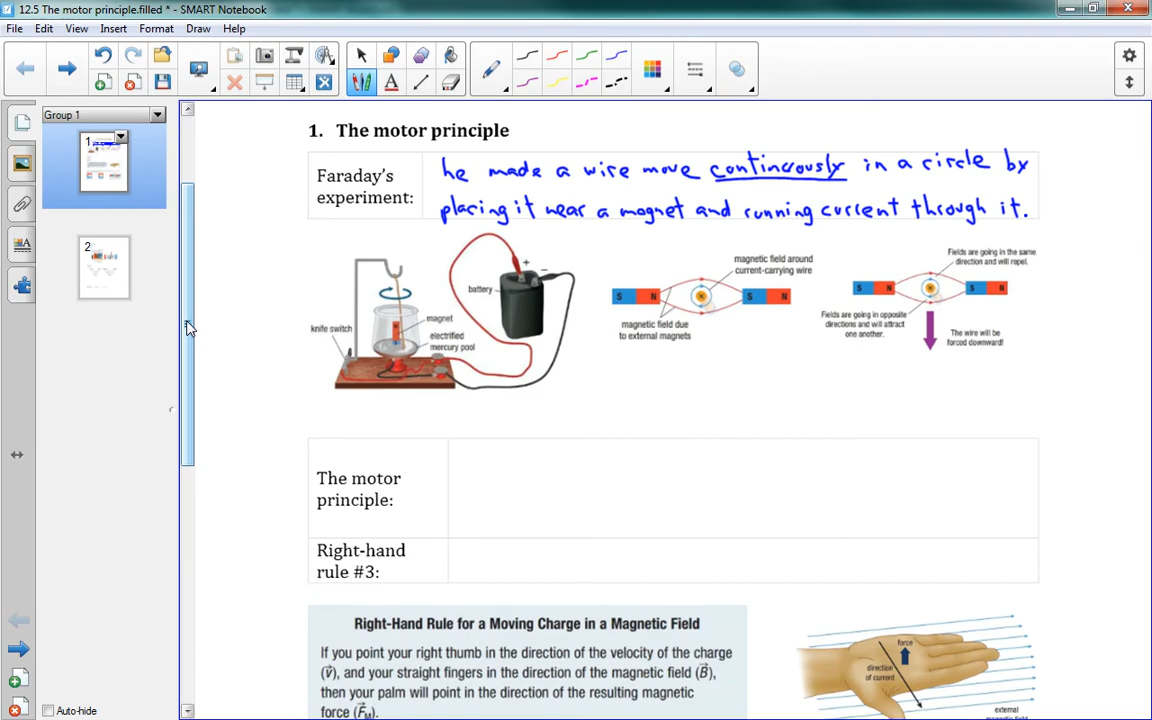 12.5 The motor principle.filled * - SMART Notebook
File Edit View Insert Format Tools Draw Help
Group 1
1
2
Auto-hide
1. The motor principle
Faraday's
experiment:
he made a wire move continuously in a circle by
placing it near a magnet and running current through it.
knife switch
magnet
electrified
mercury pool
battery
+
−
magnetic field around
current-carrying wire
S N S N
magnetic field due
to external magnets
Fields are going in the same
direction and will repel.
S N S N
Fields are going in opposite
directions and will attract
one another.
The wire will be
forced downward!
The motor
principle:
Right-hand
rule #3:
Right-Hand Rule for a Moving Charge in a Magnetic Field
If you point your right thumb in the direction of the velocity of the charge
(v⃗), and your straight fingers in the direction of the magnetic field (B⃗),
then your palm will point in the direction of the resulting magnetic
force (F⃗M).
force
direction
of current
external